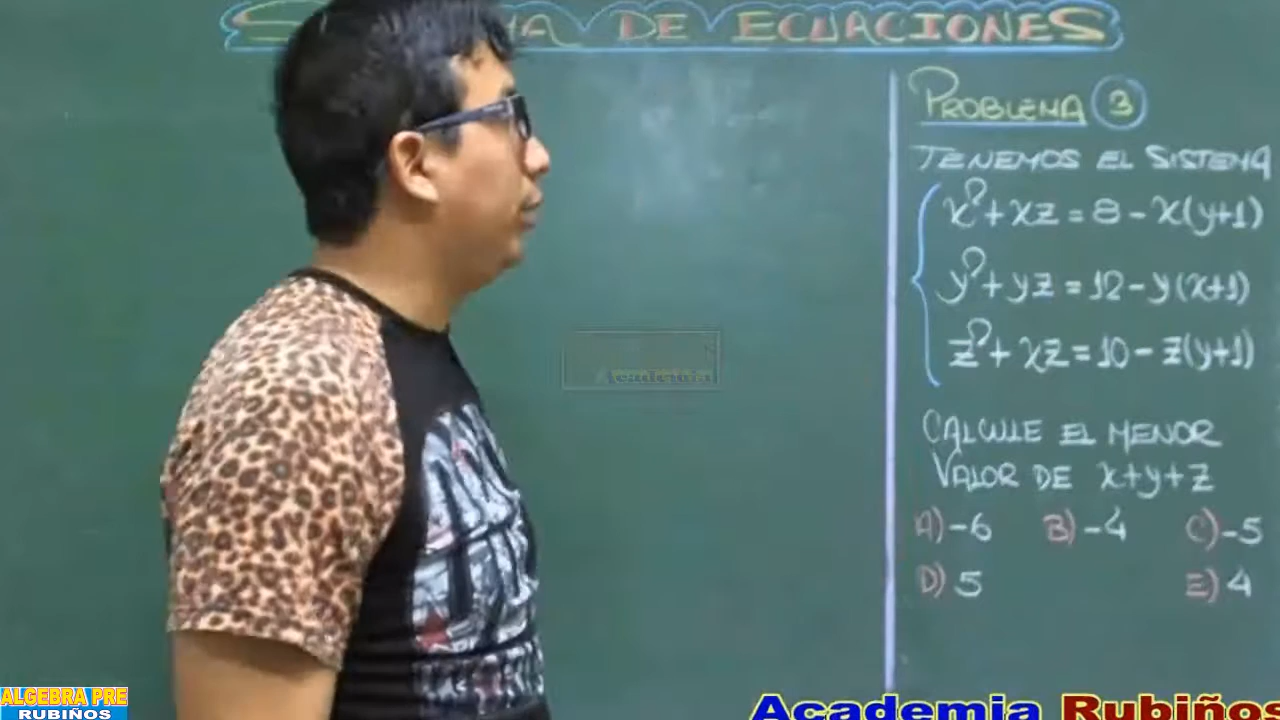 DE ECUACIONES
PROBLEMA 3
TENEMOS EL SISTEMA
x²+xz=8-x(y+1)
y²+yz=12-y(x+1)
z²+xz=10-z(y+1)
CALCULE EL MENOR
VALOR DE x+y+z
A)-6 B)-4 C)-5
D) 5 E) 4
Academia
ALGEBRA PRE
RUBIÑOS
Academia Rubiños